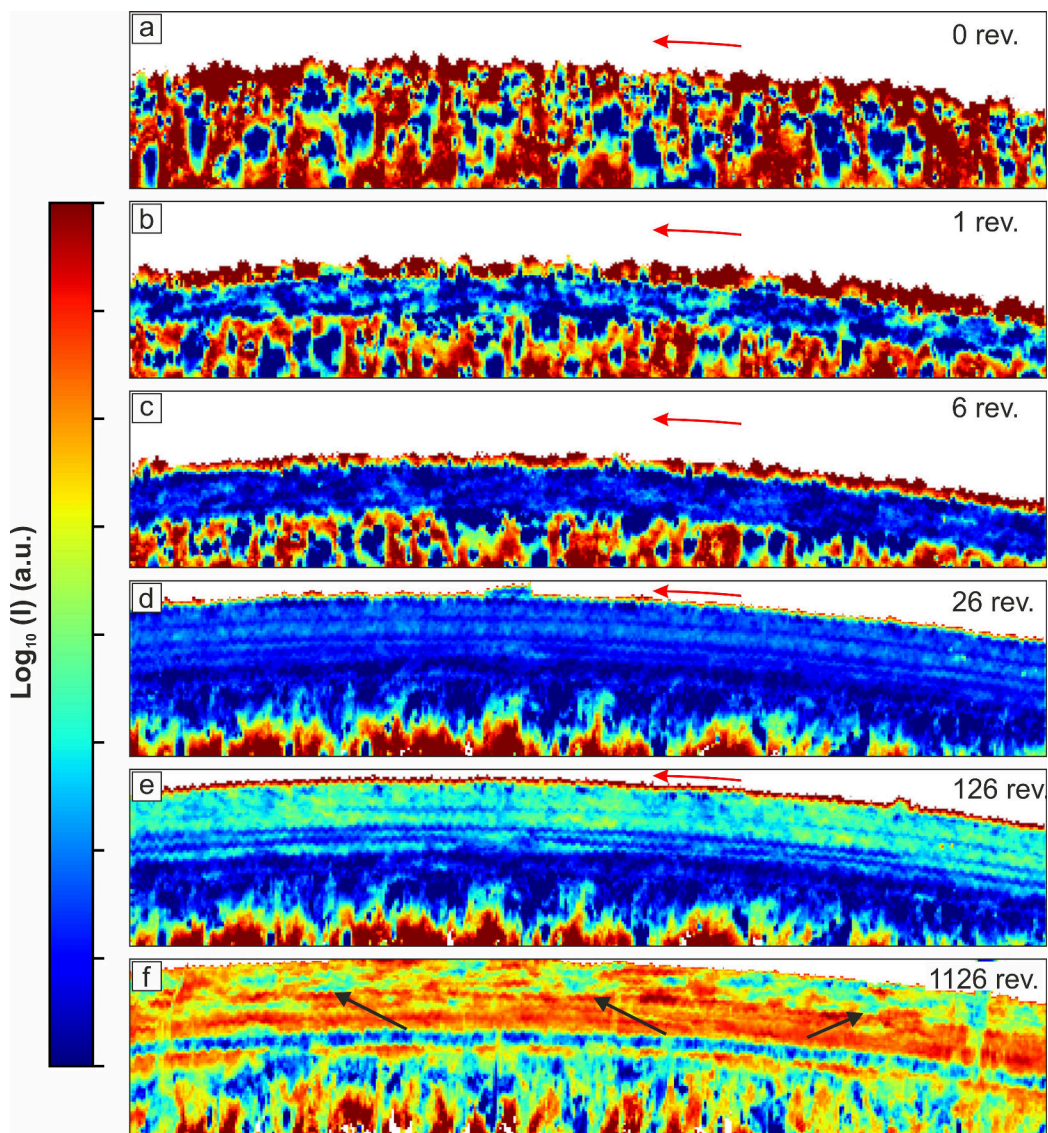 a
0 rev.
b
1 rev.
c
6 rev.
d
26 rev.
e
126 rev.
f
1126 rev.
Log₁₀ (I) (a.u.)